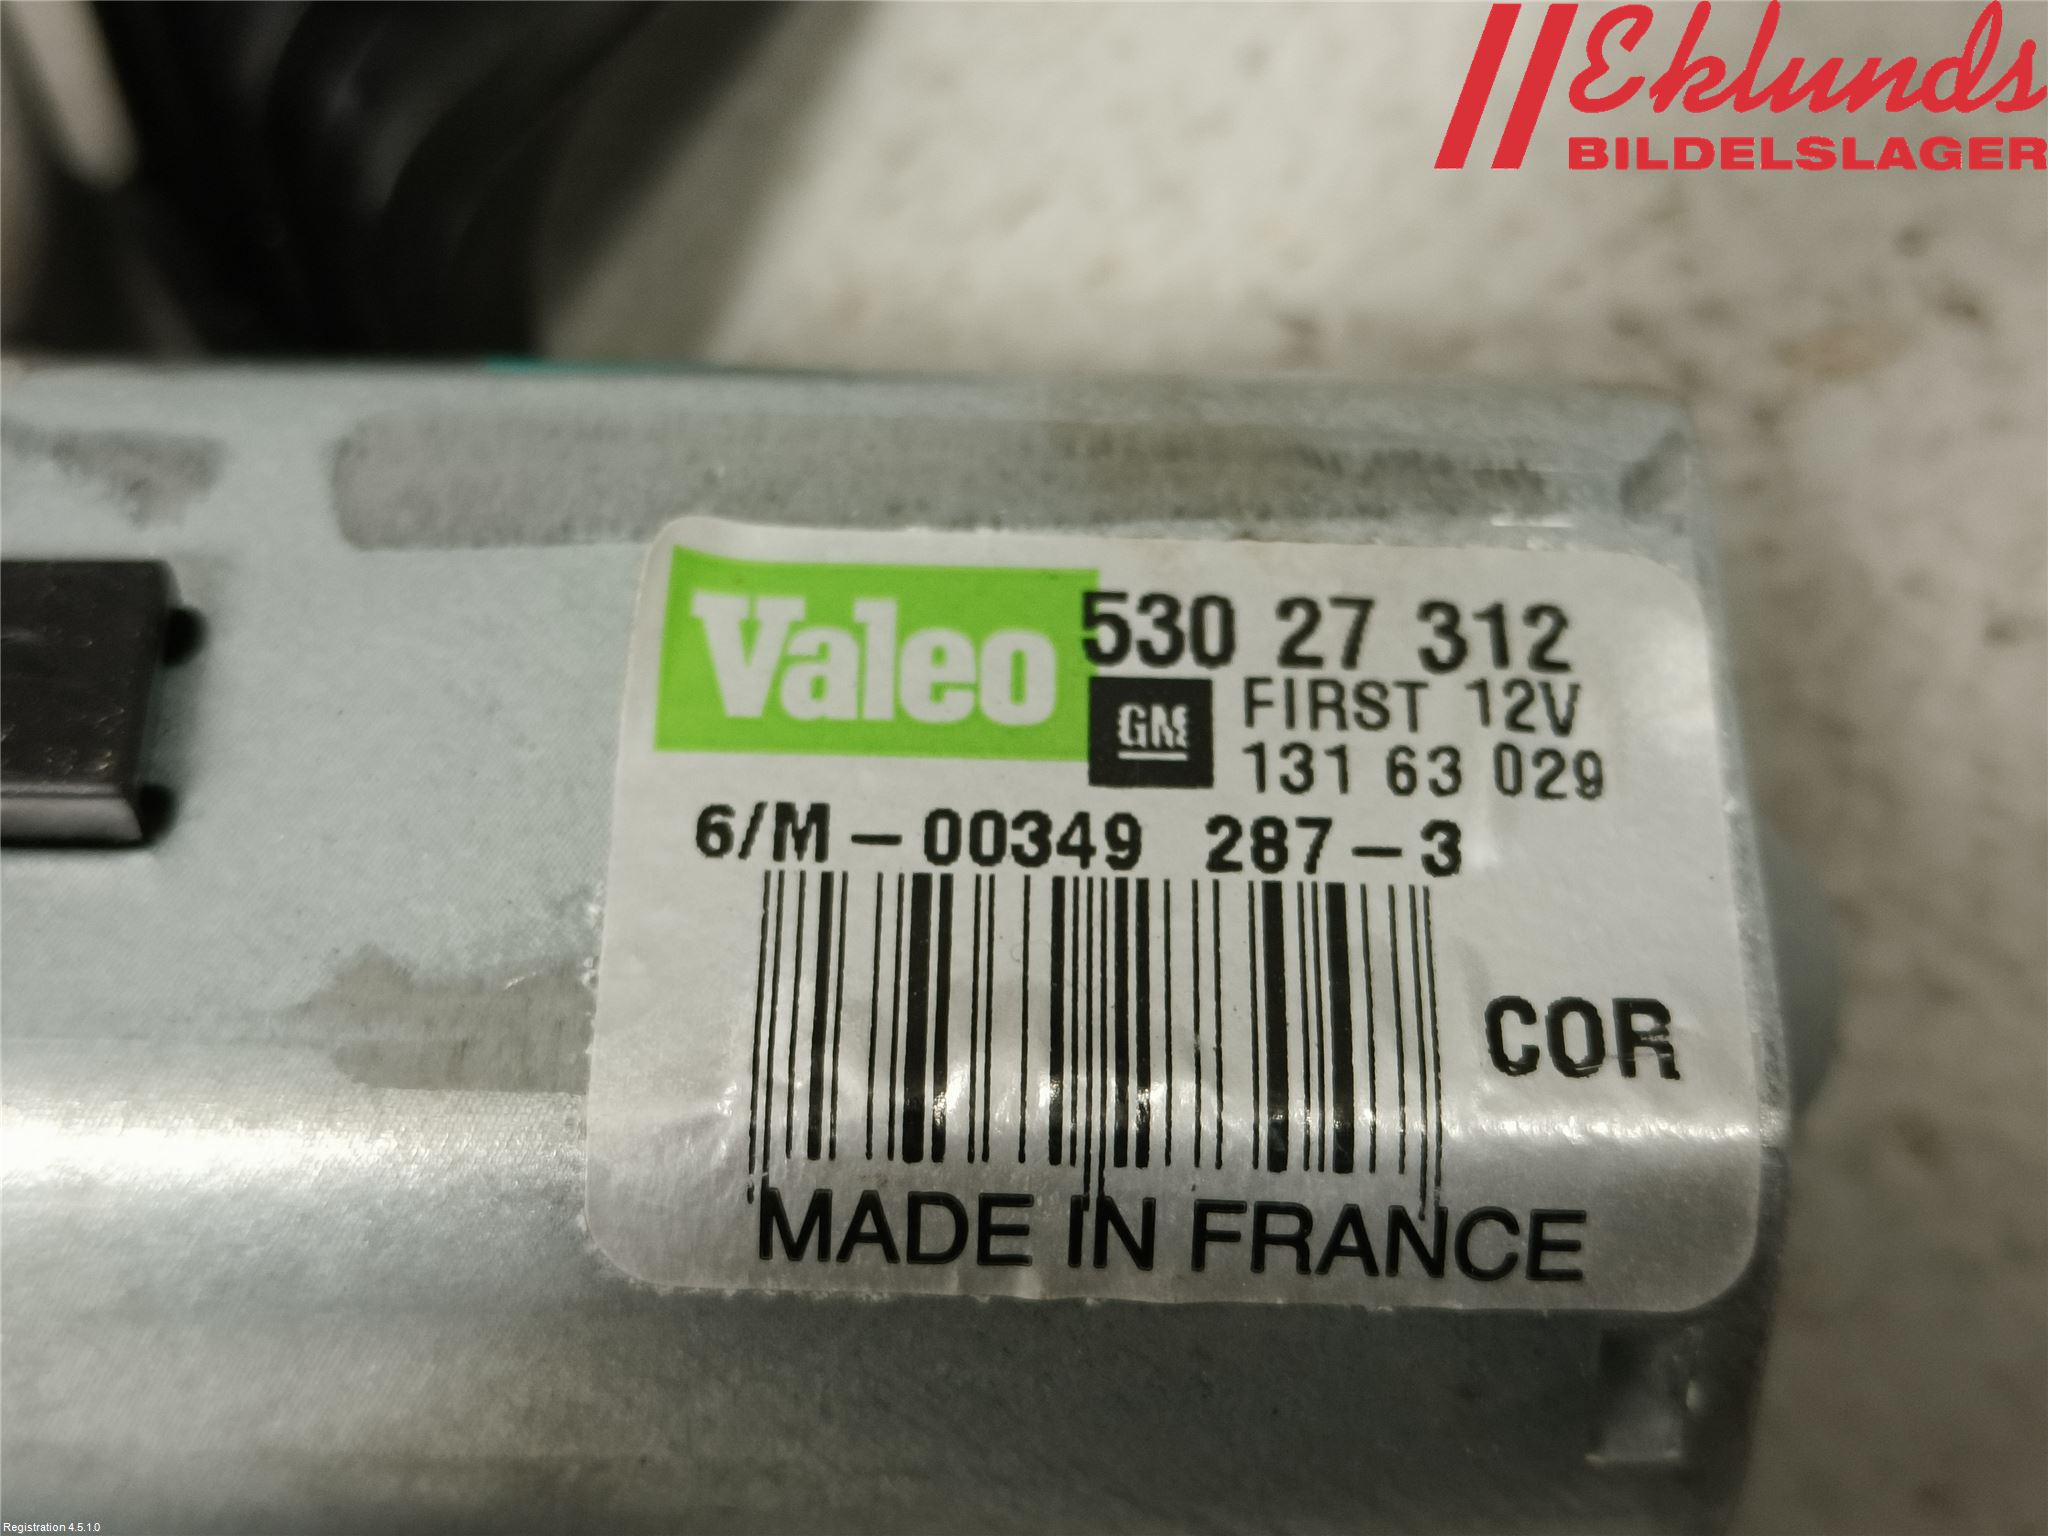 Eklunds
BILDELSLAGER
Valeo 530 27 312
GM FIRST 12V
131 63 029
6/M-00349 287-3
COR
MADE IN FRANCE
Registration 4.5.1.0